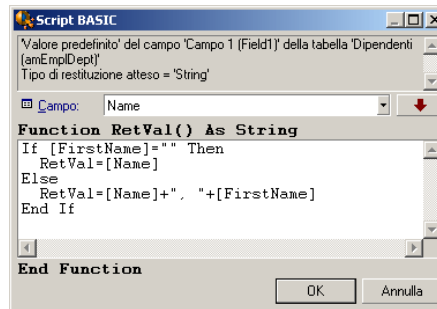 Script BASIC
'Valore predefinito' del campo 'Campo 1 (Field1)' della tabella 'Dipendenti
(amEmplDept)'
Tipo di restituzione atteso = 'String'
Campo: Name
Function RetVal() As String
If [FirstName]="" Then
  RetVal=[Name]
Else
  RetVal=[Name]+", "+[FirstName]
End If
End Function
OK Annulla